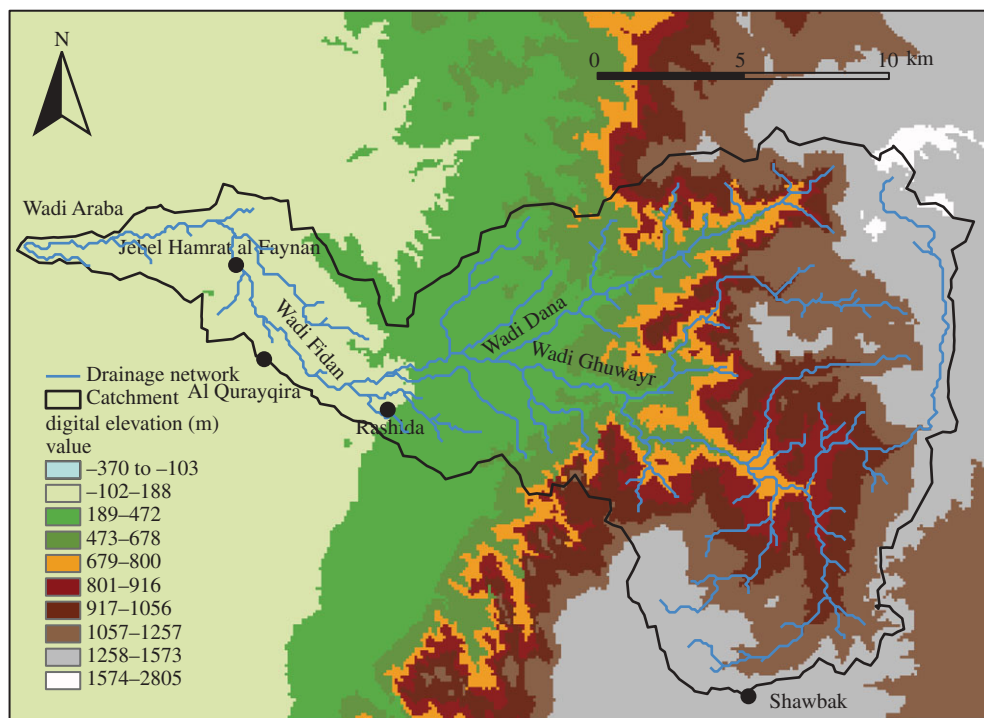 N
0 5 10 km
Wadi Araba
Jebel Hamrat al Faynan
Wadi Fidan
Wadi Dana
Wadi Ghuwayr
Al Qurayqira
Rashida
Drainage network
Catchment
digital elevation (m)
value
–370 to –103
–102–188
189–472
473–678
679–800
801–916
917–1056
1057–1257
1258–1573
1574–2805
Shawbak